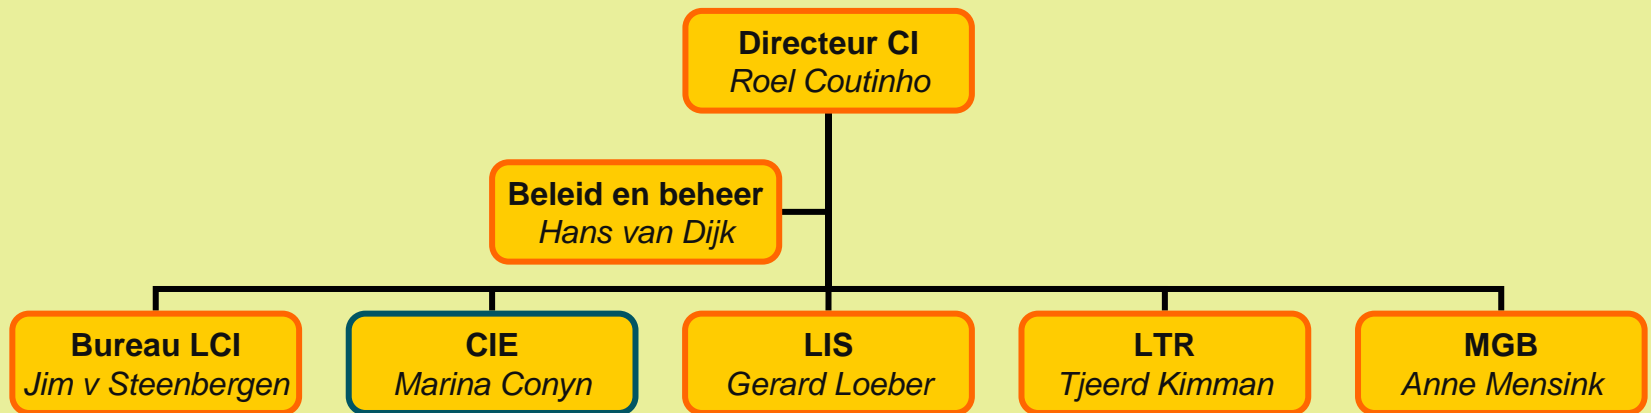 Directeur CI
Roel Coutinho
Beleid en beheer
Hans van Dijk
Bureau LCI
Jim v Steenbergen
CIE
Marina Conyn
LIS
Gerard Loeber
LTR
Tjeerd Kimman
MGB
Anne Mensink